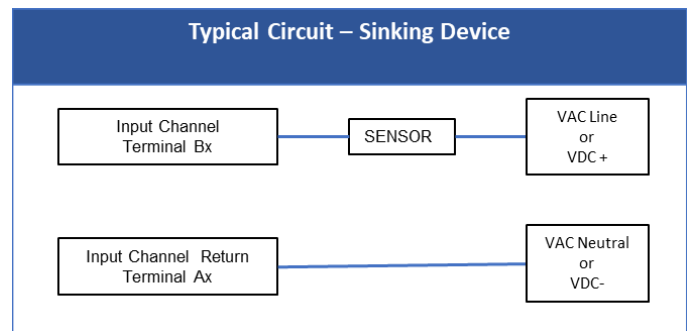 Typical Circuit – Sinking Device
Input Channel
Terminal Bx
SENSOR
VAC Line
or
VDC +
Input Channel Return
Terminal Ax
VAC Neutral
or
VDC-